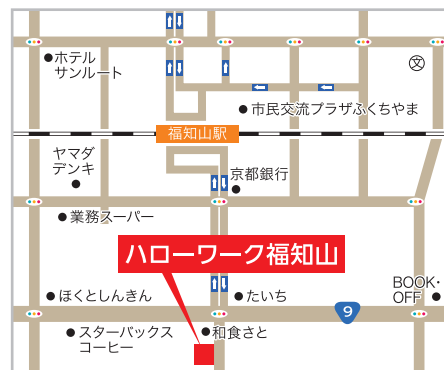 ホテル
サンルート
文
市民交流プラザふくちやま
福知山駅
ヤマダ
デンキ
京都銀行
業務スーパー
ハローワーク福知山
BOOK・
OFF
ほくとしんきん
たいち
9
スターバックス
コーヒー
和食さと